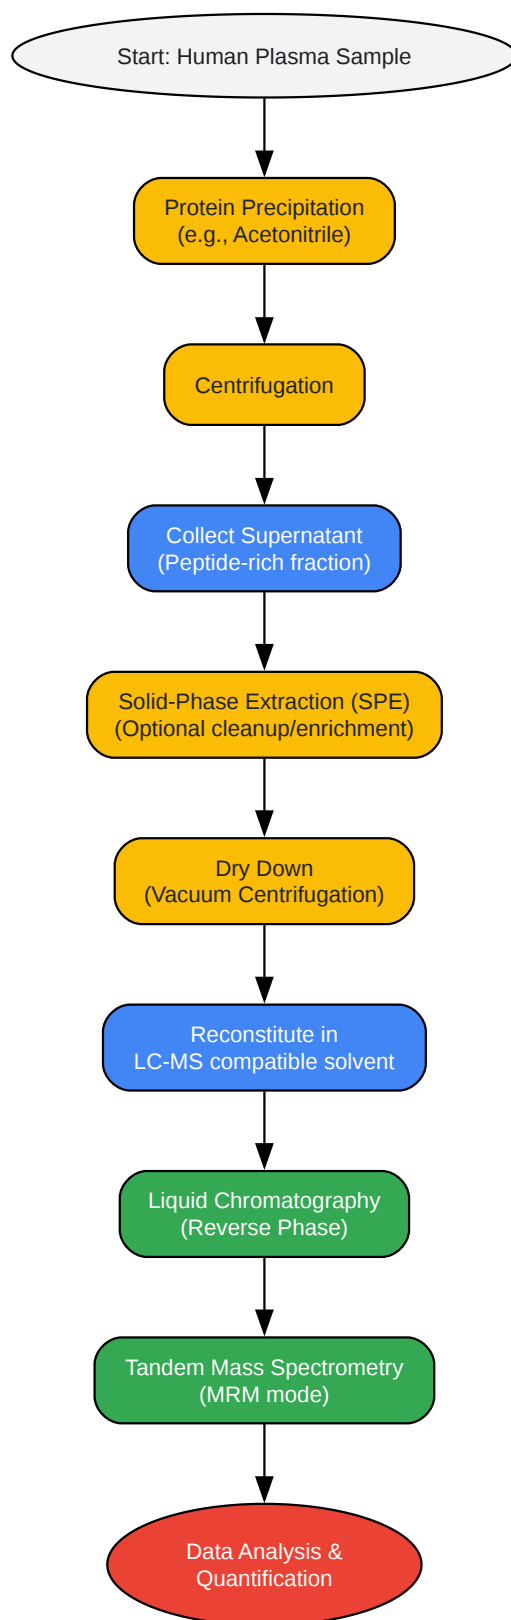 Start: Human Plasma Sample
Protein Precipitation
(e.g., Acetonitrile)
Centrifugation
Collect Supernatant
(Peptide-rich fraction)
Solid-Phase Extraction (SPE)
(Optional cleanup/enrichment)
Dry Down
(Vacuum Centrifugation)
Reconstitute in
LC-MS compatible solvent
Liquid Chromatography
(Reverse Phase)
Tandem Mass Spectrometry
(MRM mode)
Data Analysis &
Quantification